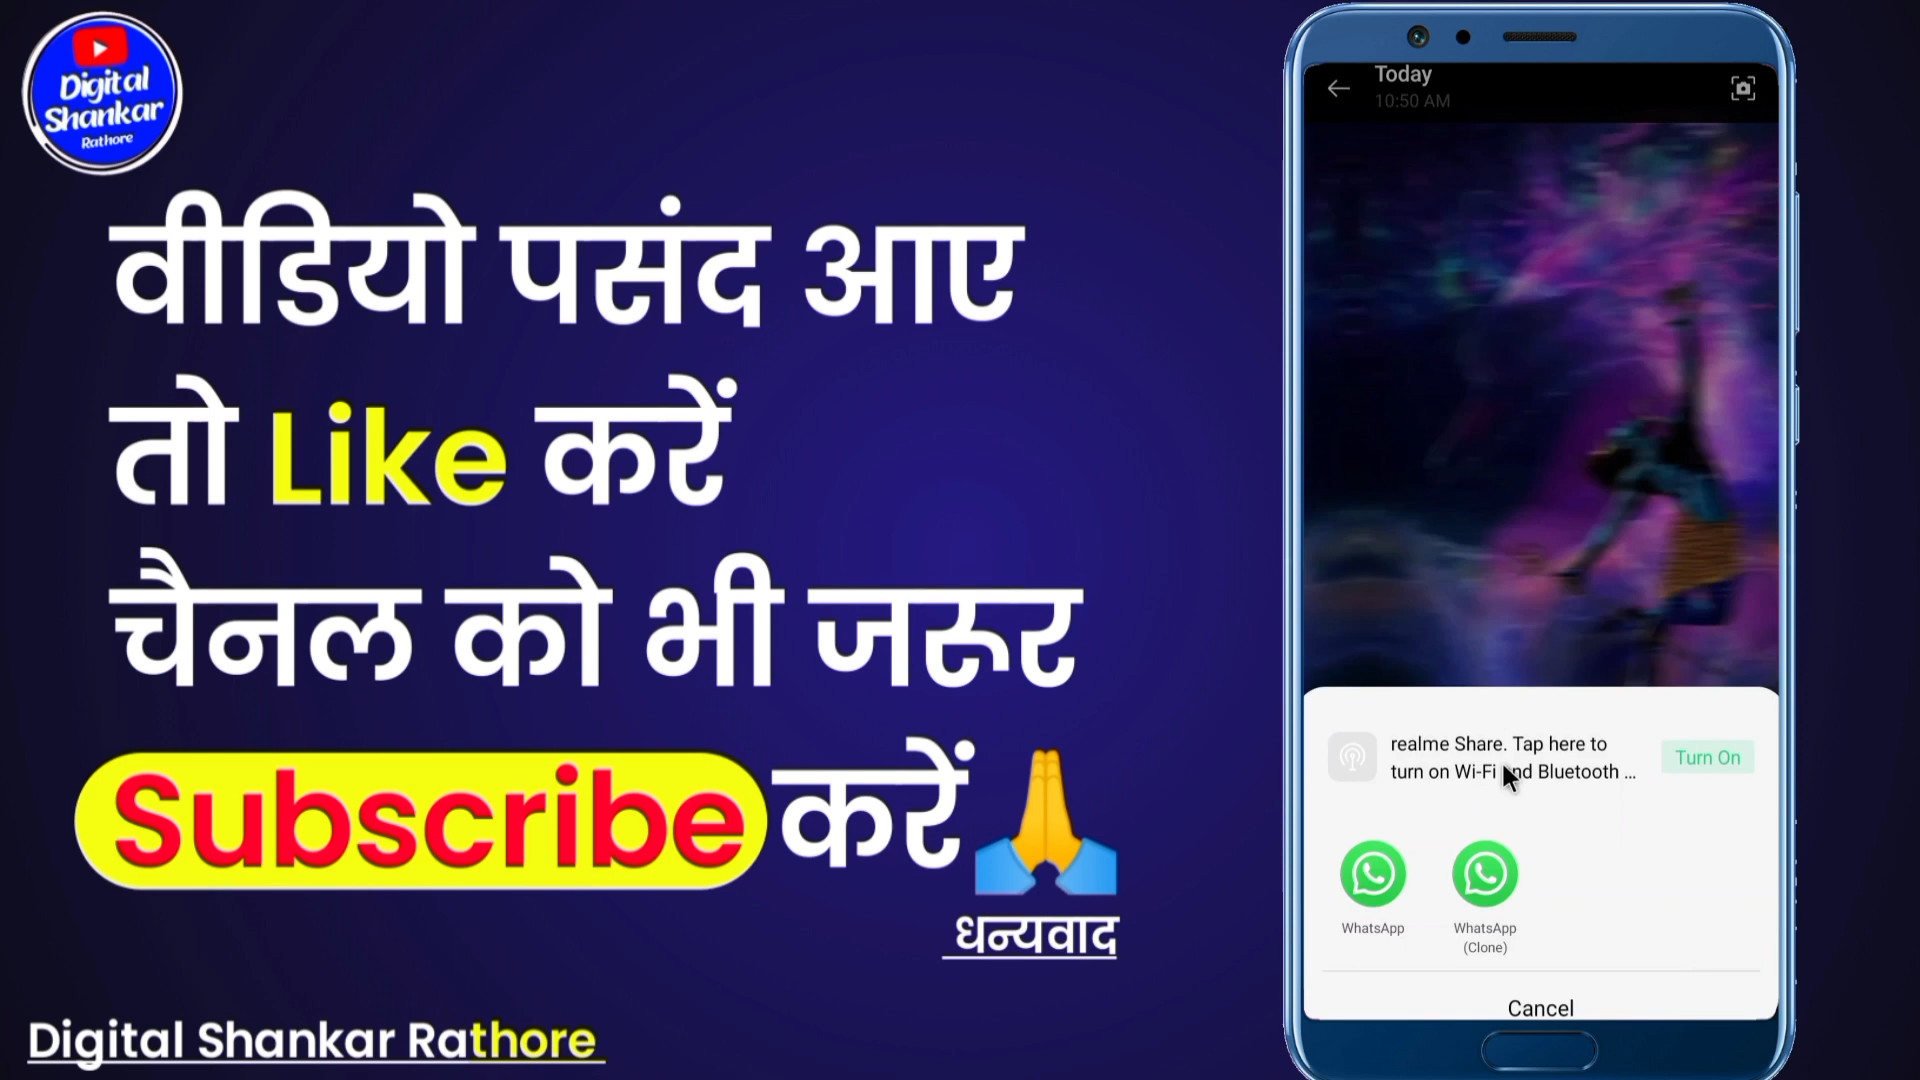 Digital
Shankar
Rathore
वीडियो पसंद आए
तो Like करें
चैनल को भी जरूर
Subscribe करें
धन्यवाद
Digital Shankar Rathore
Today
10:50 AM
realme Share. Tap here to
turn on Wi-Fi and Bluetooth ...
Turn On
WhatsApp
WhatsApp
(Clone)
Cancel